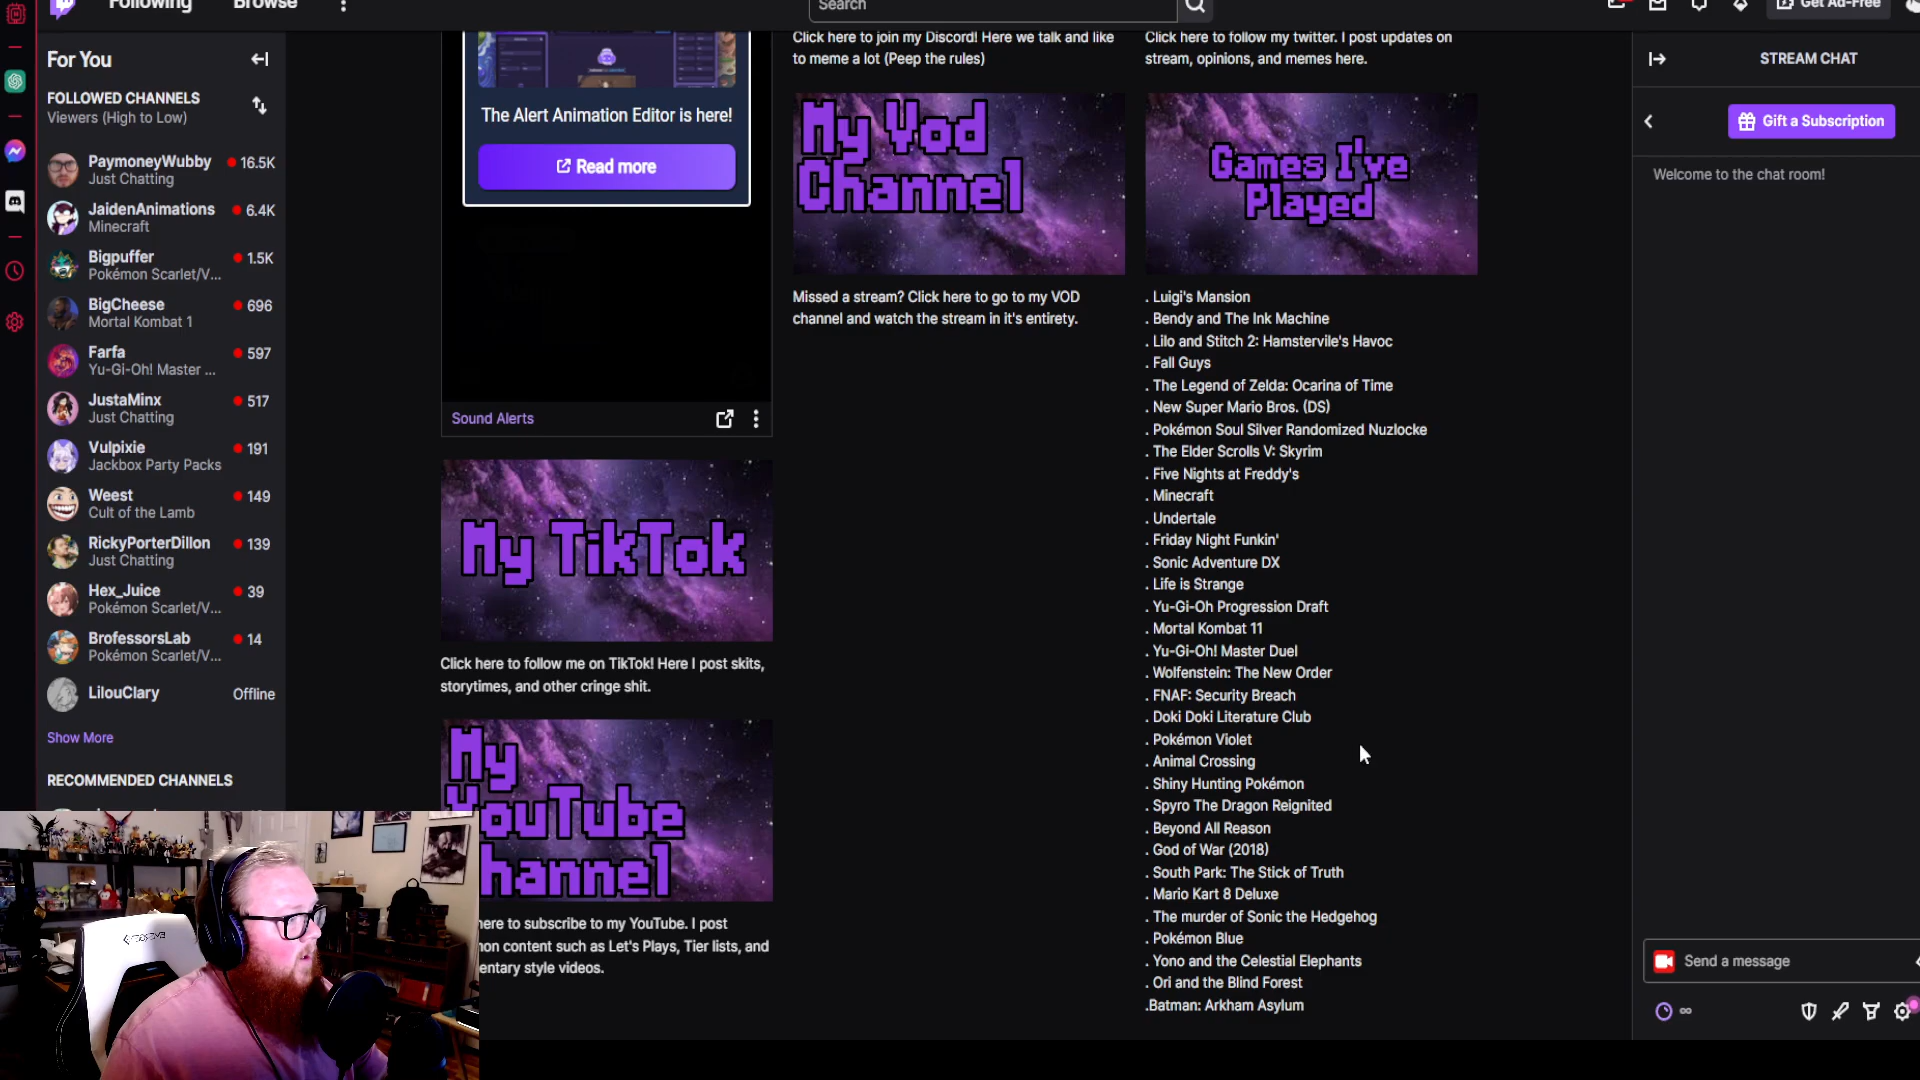 Following
Browse
Search
Get Ad-Free
For You
FOLLOWED CHANNELS
Viewers (High to Low)
PaymoneyWubby
16.5K
Just Chatting
JaidenAnimations
6.4K
Minecraft
Bigpuffer
1.5K
Pokémon Scarlet/V...
BigCheese
696
Mortal Kombat 1
Farfa
597
Yu-Gi-Oh! Master ...
JustaMinx
517
Just Chatting
Vulpixie
191
Jackbox Party Packs
Weest
149
Cult of the Lamb
RickyPorterDillon
139
Just Chatting
Hex_Juice
39
Pokémon Scarlet/V...
BrofessorsLab
14
Pokémon Scarlet/V...
LilouClary
Offline
Show More
RECOMMENDED CHANNELS
The Alert Animation Editor is here!
Read more
Sound Alerts
My TikTok
Click here to follow me on TikTok! Here I post skits,
storytimes, and other cringe shit.
My
YouTube
Channel
here to subscribe to my YouTube. I post
on content such as Let's Plays, Tier lists, and
entary style videos.
Click here to join my Discord! Here we talk and like
to meme a lot (Peep the rules)
My Vod
Channel
Missed a stream? Click here to go to my VOD
channel and watch the stream in it's entirety.
Click here to follow my twitter. I post updates on
stream, opinions, and memes here.
Games I've
Played
. Luigi's Mansion
. Bendy and The Ink Machine
. Lilo and Stitch 2: Hamstervile's Havoc
. Fall Guys
. The Legend of Zelda: Ocarina of Time
. New Super Mario Bros. (DS)
. Pokémon Soul Silver Randomized Nuzlocke
. The Elder Scrolls V: Skyrim
. Five Nights at Freddy's
. Minecraft
. Undertale
. Friday Night Funkin'
. Sonic Adventure DX
. Life is Strange
. Yu-Gi-Oh Progression Draft
. Mortal Kombat 11
. Yu-Gi-Oh! Master Duel
. Wolfenstein: The New Order
. FNAF: Security Breach
. Doki Doki Literature Club
. Pokémon Violet
. Animal Crossing
. Shiny Hunting Pokémon
. Spyro The Dragon Reignited
. Beyond All Reason
. God of War (2018)
. South Park: The Stick of Truth
. Mario Kart 8 Deluxe
. The murder of Sonic the Hedgehog
. Pokémon Blue
. Yono and the Celestial Elephants
. Ori and the Blind Forest
.Batman: Arkham Asylum
STREAM CHAT
Gift a Subscription
Welcome to the chat room!
Send a message
∞